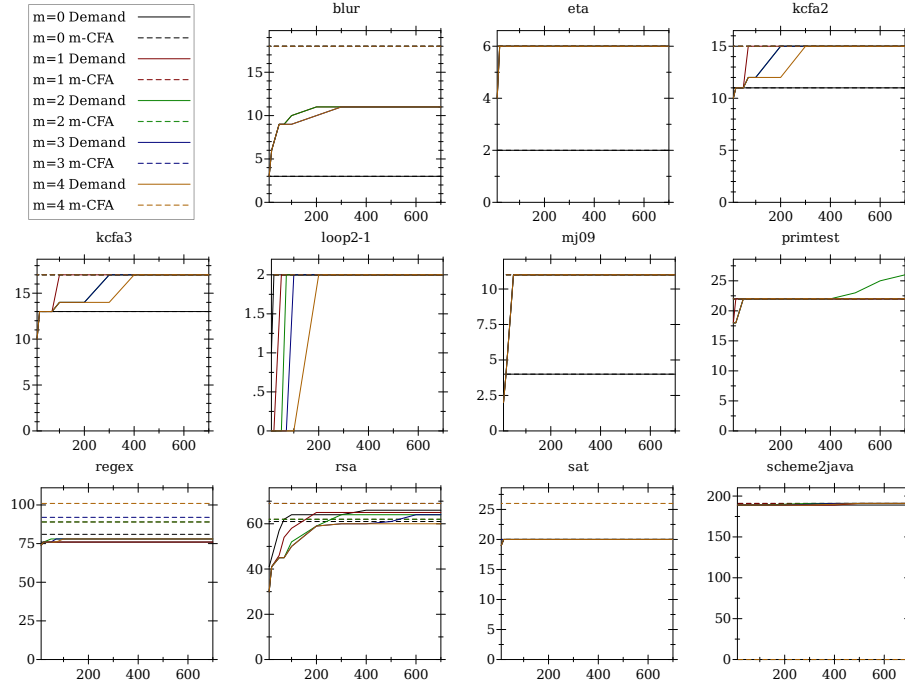 m=0 Demand
m=0 m-CFA
m=1 Demand
m=1 m-CFA
m=2 Demand
m=2 m-CFA
m=3 Demand
m=3 m-CFA
m=4 Demand
m=4 m-CFA
blur
15
10
5
0
200 400 600
eta
6
4
2
0
200 400 600
kcfa2
15
10
5
0
200 400 600
kcfa3
15
10
5
0
200 400 600
loop2-1
2
1.5
1
.5
0
200 400 600
mj09
10
7.5
5
2.5
0
200 400 600
primtest
25
20
15
10
5
0
200 400 600
regex
100
75
50
25
0
200 400 600
rsa
60
40
20
0
200 400 600
sat
25
20
15
10
5
0
200 400 600
scheme2java
200
150
100
50
0
200 400 600